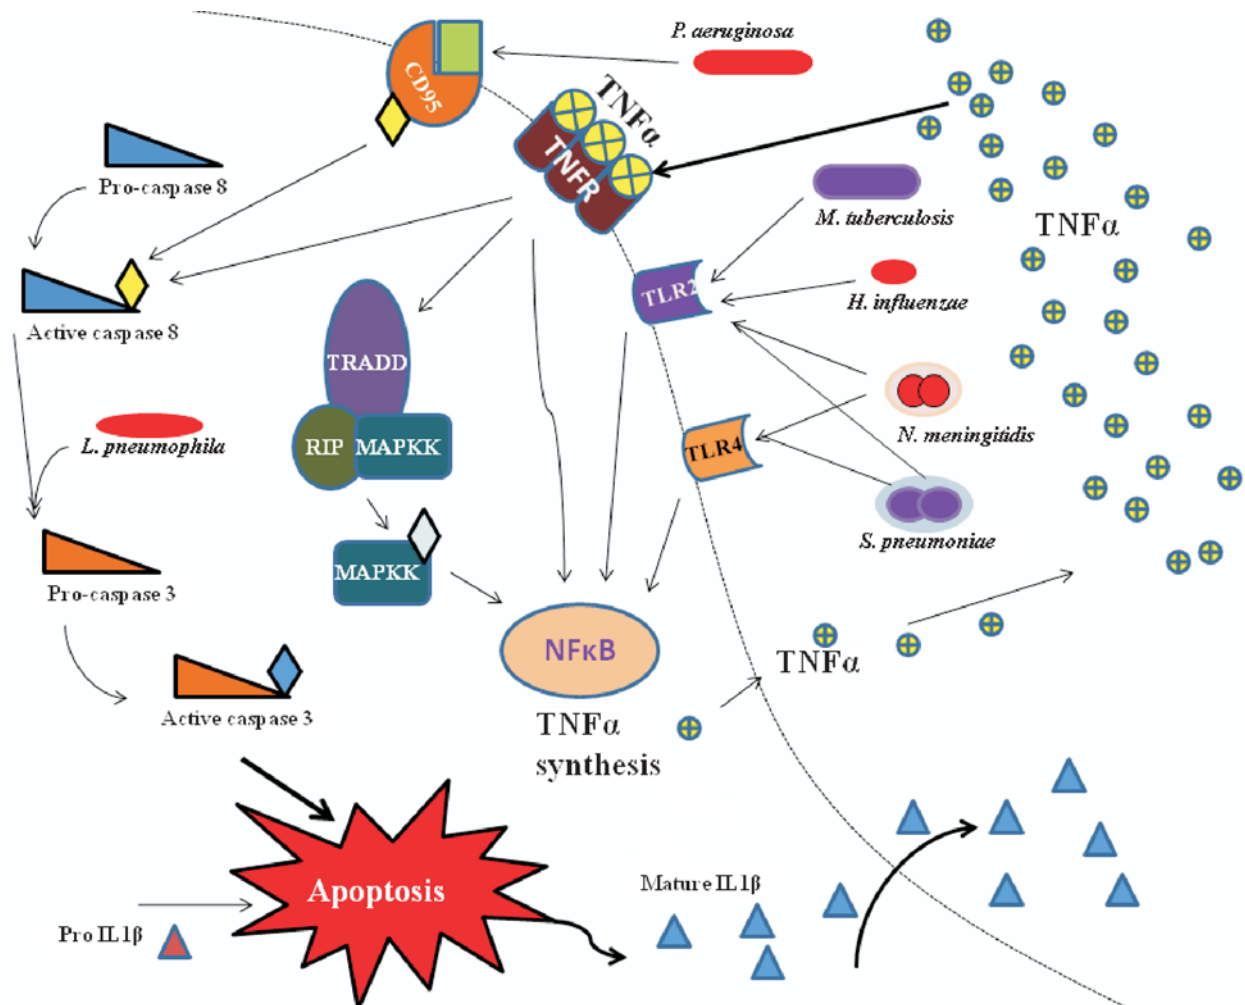 P. aeruginosa
CD95
TNFα
TNFR
Pro-caspase 8
M. tuberculosis
TNFα
TLR2
H. influenzae
Active caspase 8
TRADD
L. pneumophila
RIP
MAPKK
TLR4
N. meningitidis
S. pneumoniae
Pro-caspase 3
MAPKK
NFκB
TNFα
Active caspase 3
TNFα
synthesis
Apoptosis
Mature IL1β
Pro IL1β